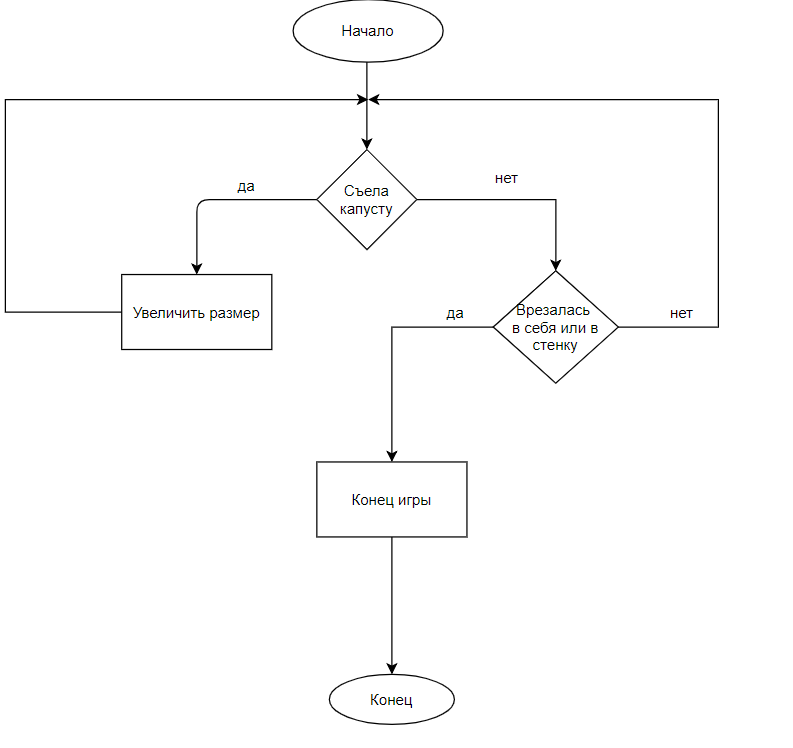 Начало
да
нет
Съела
капусту
Увеличить размер
да
Врезалась
в себя или в
стенку
нет
Конец игры
Конец